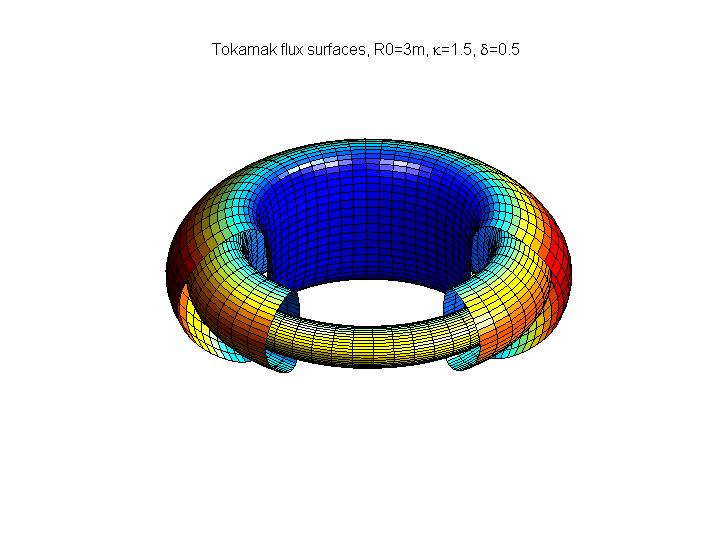 Tokamak flux surfaces, R0=3m, κ=1.5, δ=0.5